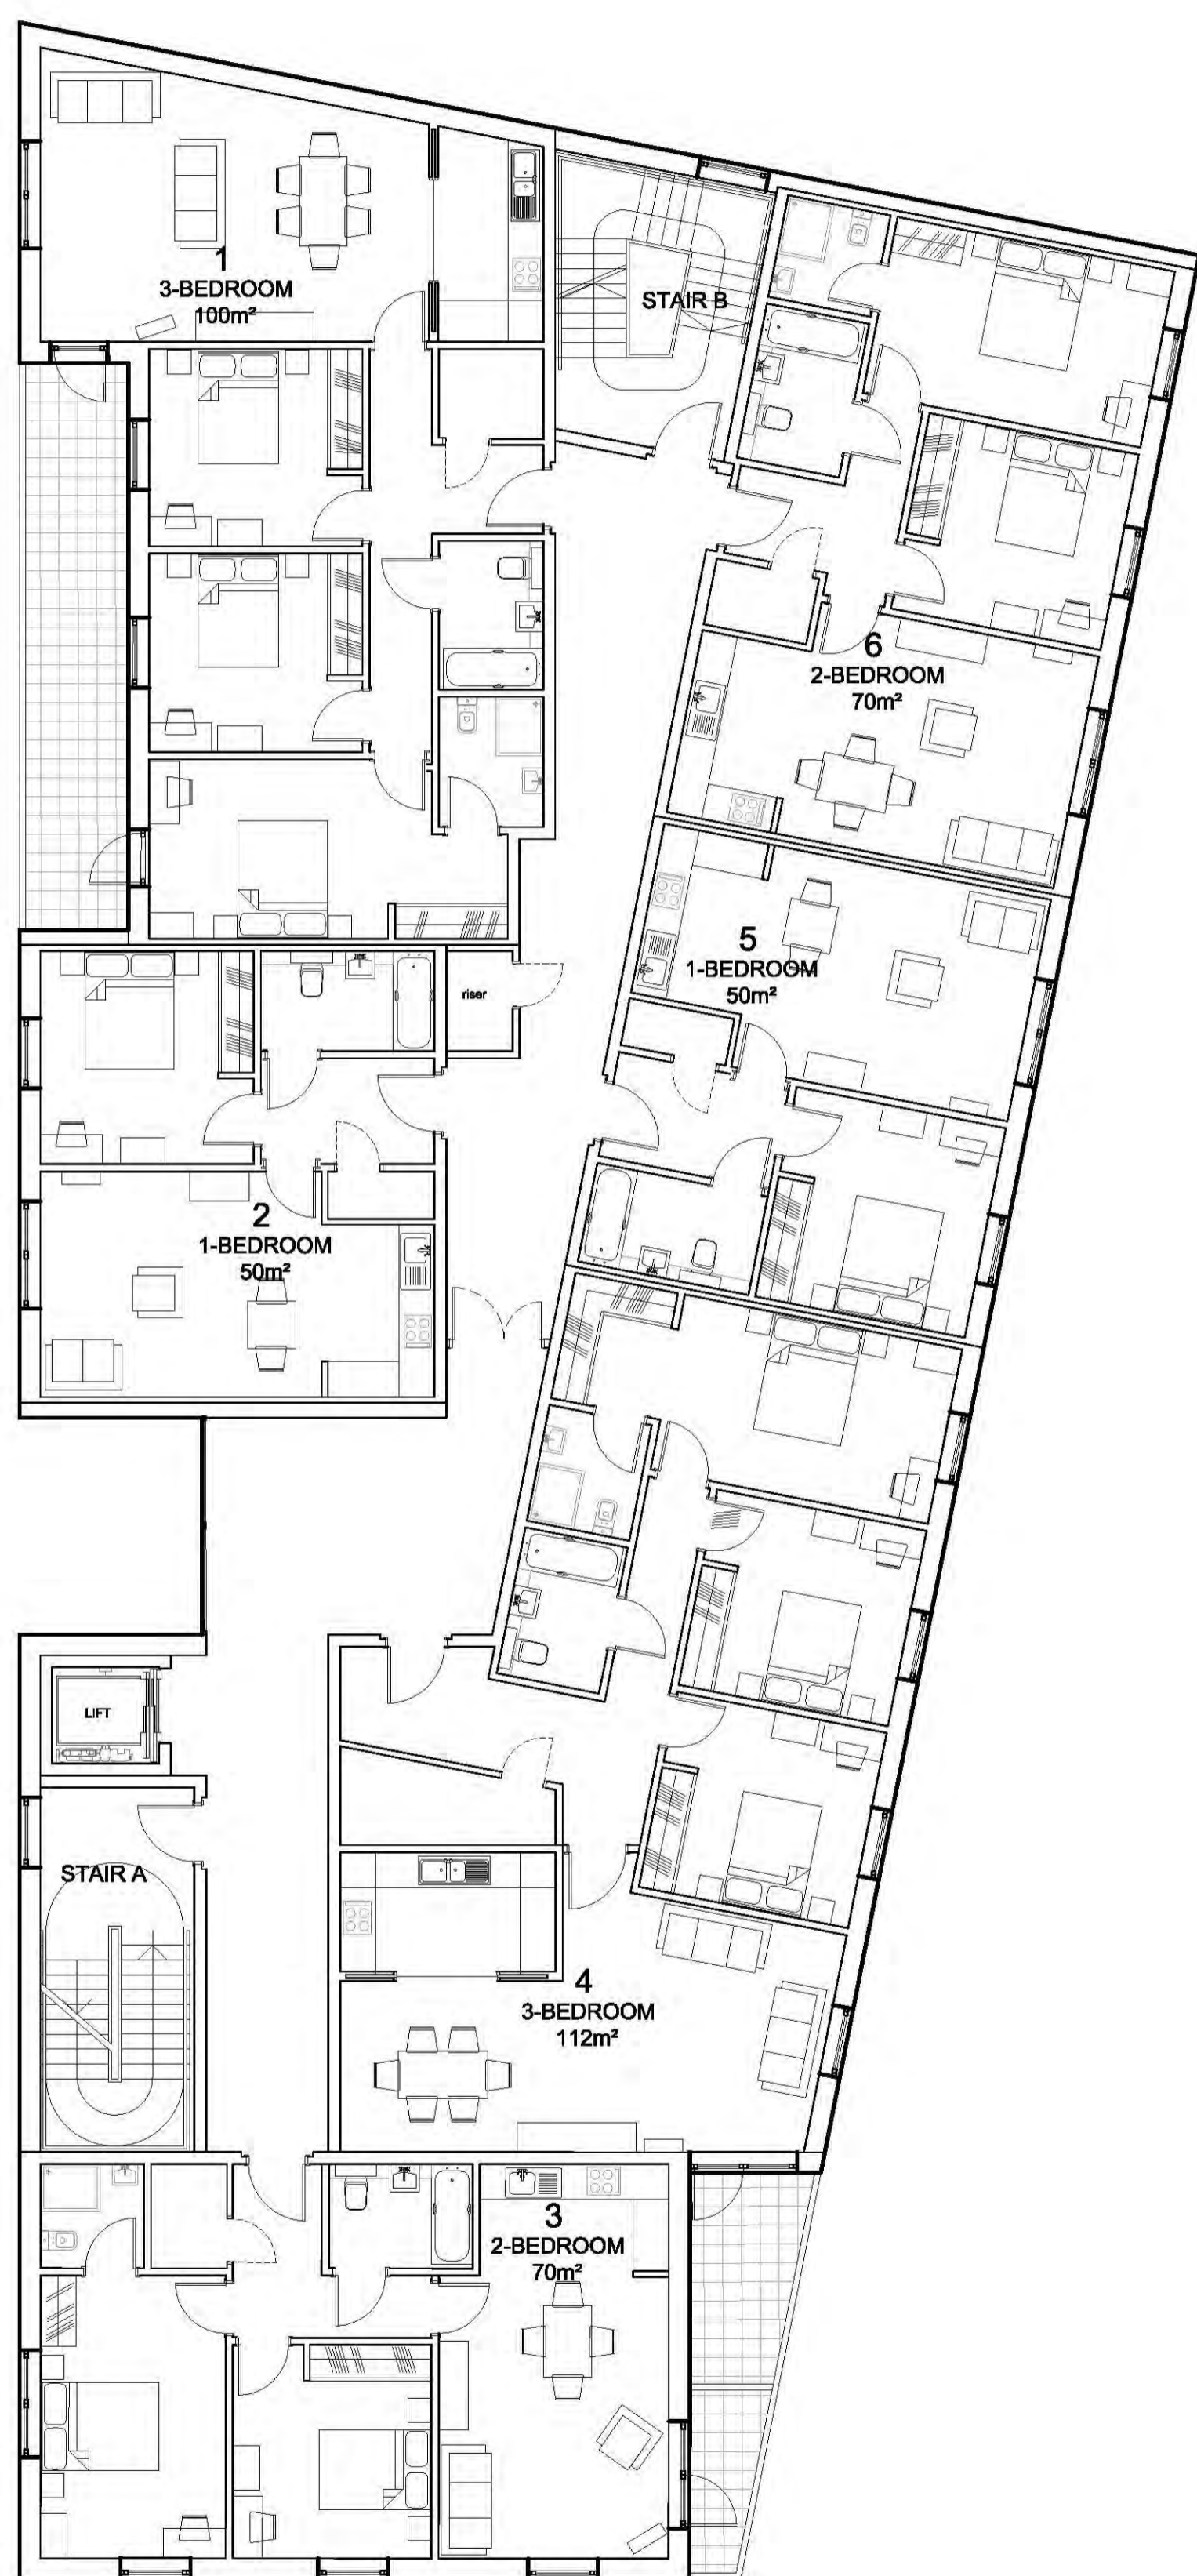 1
3-BEDROOM
100m²
STAIR B
6
2-BEDROOM
70m²
5
1-BEDROOM
50m²
riser
2
1-BEDROOM
50m²
LIFT
STAIR A
4
3-BEDROOM
112m²
3
2-BEDROOM
70m²